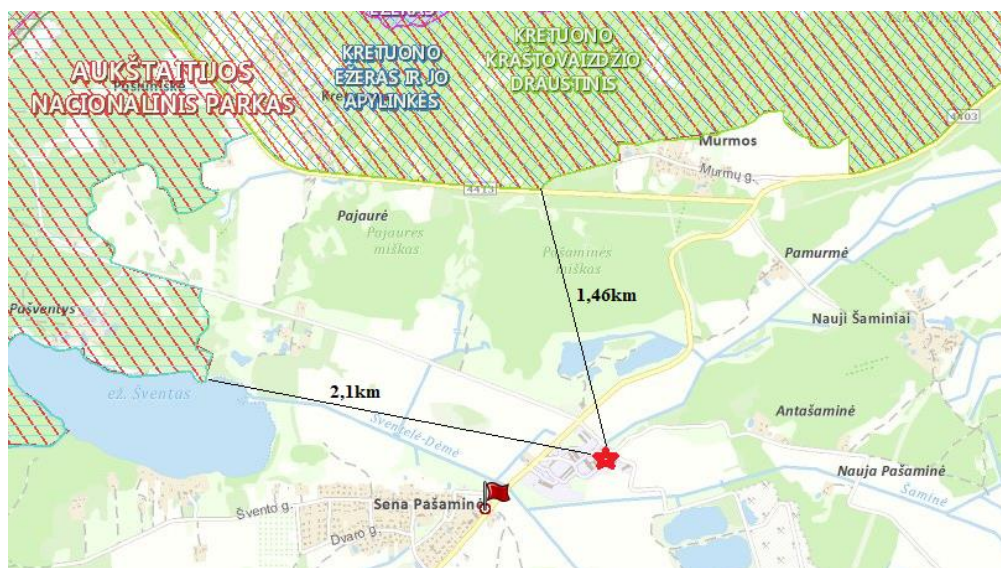 KRETUONO
EŽERAS IR JO
APYLINKĖS
KRETUONO
KRAŠTOVAIZDŽIO
DRAUSTINIS
AUKŠTAITIJOS
NACIONALINIS PARKAS
4403
Murmos
Murmų g.
4413
Pajaurė
Pajaurės
miškas
Pašaminės
miškas
Pamurmė
1,46km
Pašventys
Nauji Šaminiai
ež. Šventas
2,1km
Šventelė-Dėmė
Antašaminė
Nauja Pašaminė
Šaminė
Sena Pašaminė
Švento g.
Dvaro g.